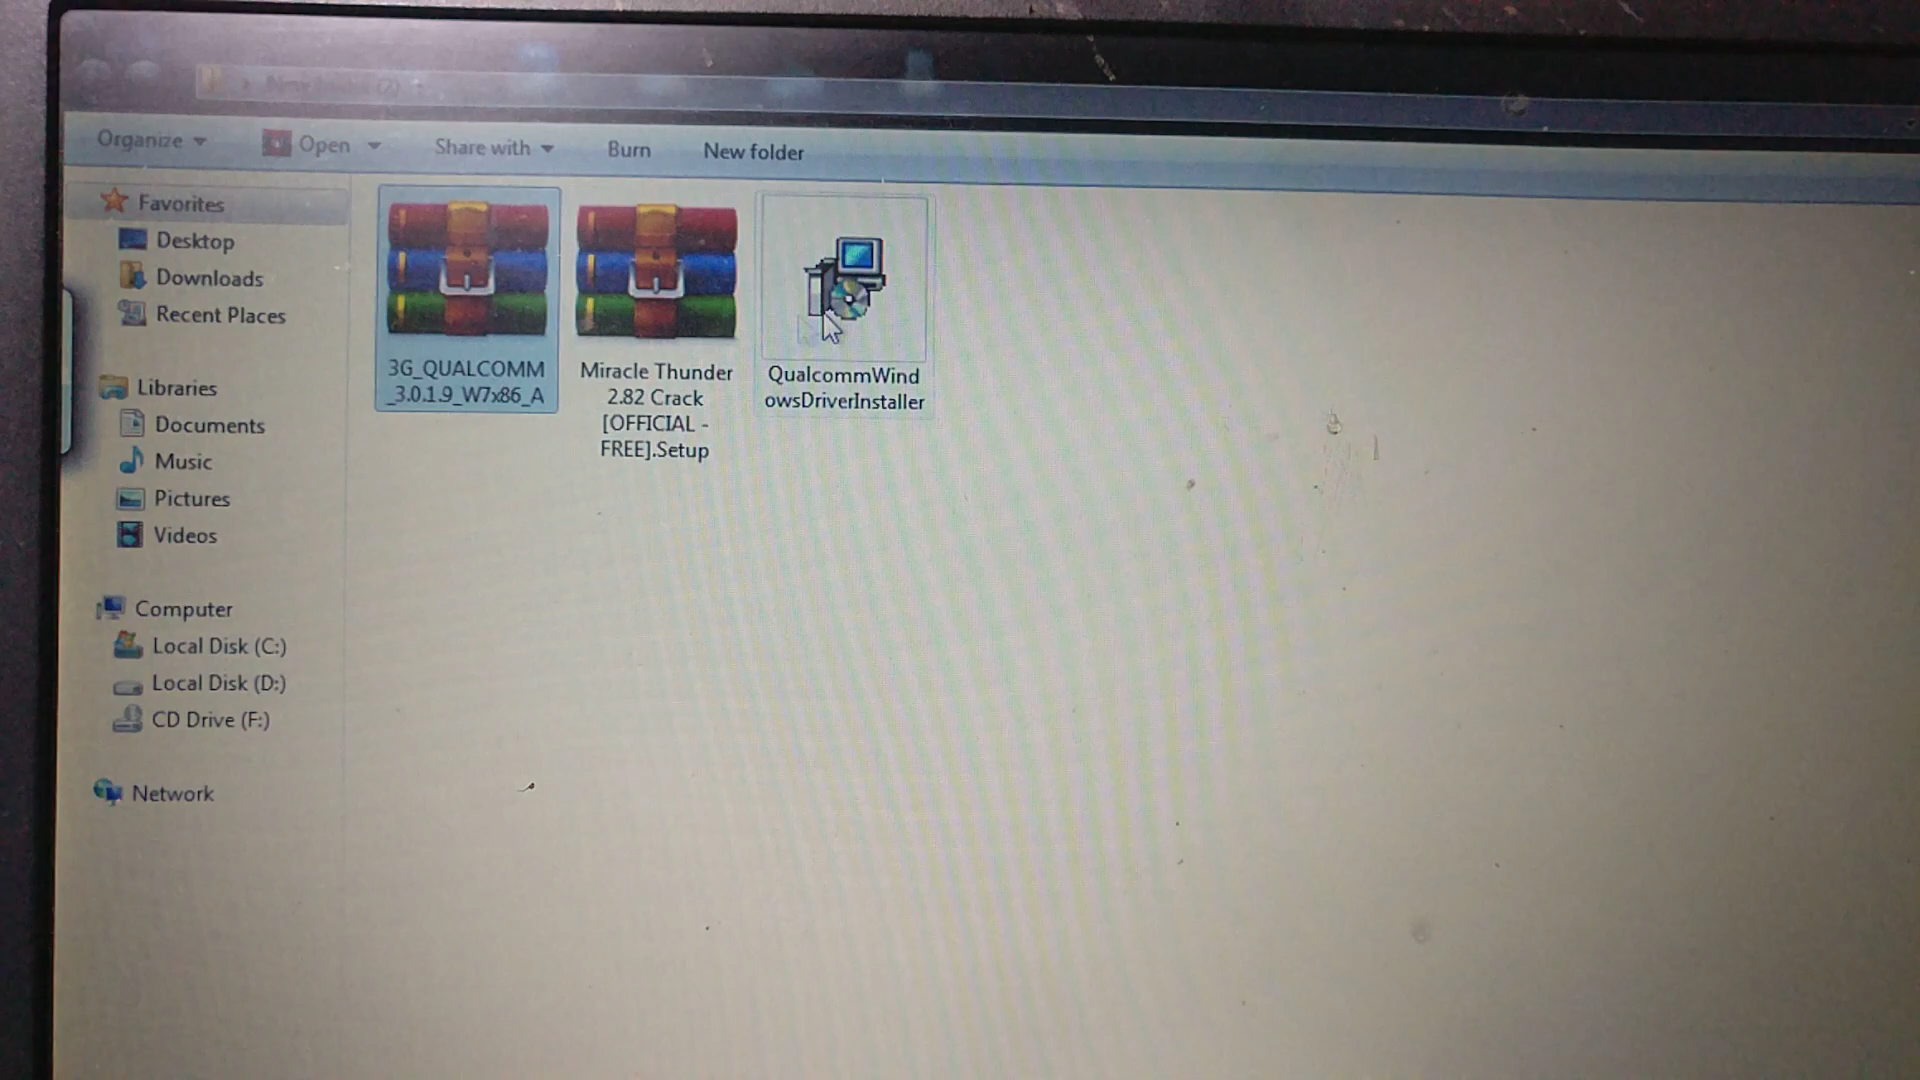 Organize
Open
Share with
Burn
New folder
Favorites
Desktop
Downloads
Recent Places
Libraries
Documents
Music
Pictures
Videos
Computer
Local Disk (C:)
Local Disk (D:)
CD Drive (F:)
Network
3G_QUALCOMM
_3.0.1.9_W7x86_A
Miracle Thunder
2.82 Crack
[OFFICIAL -
FREE].Setup
QualcommWind
owsDriverInstaller